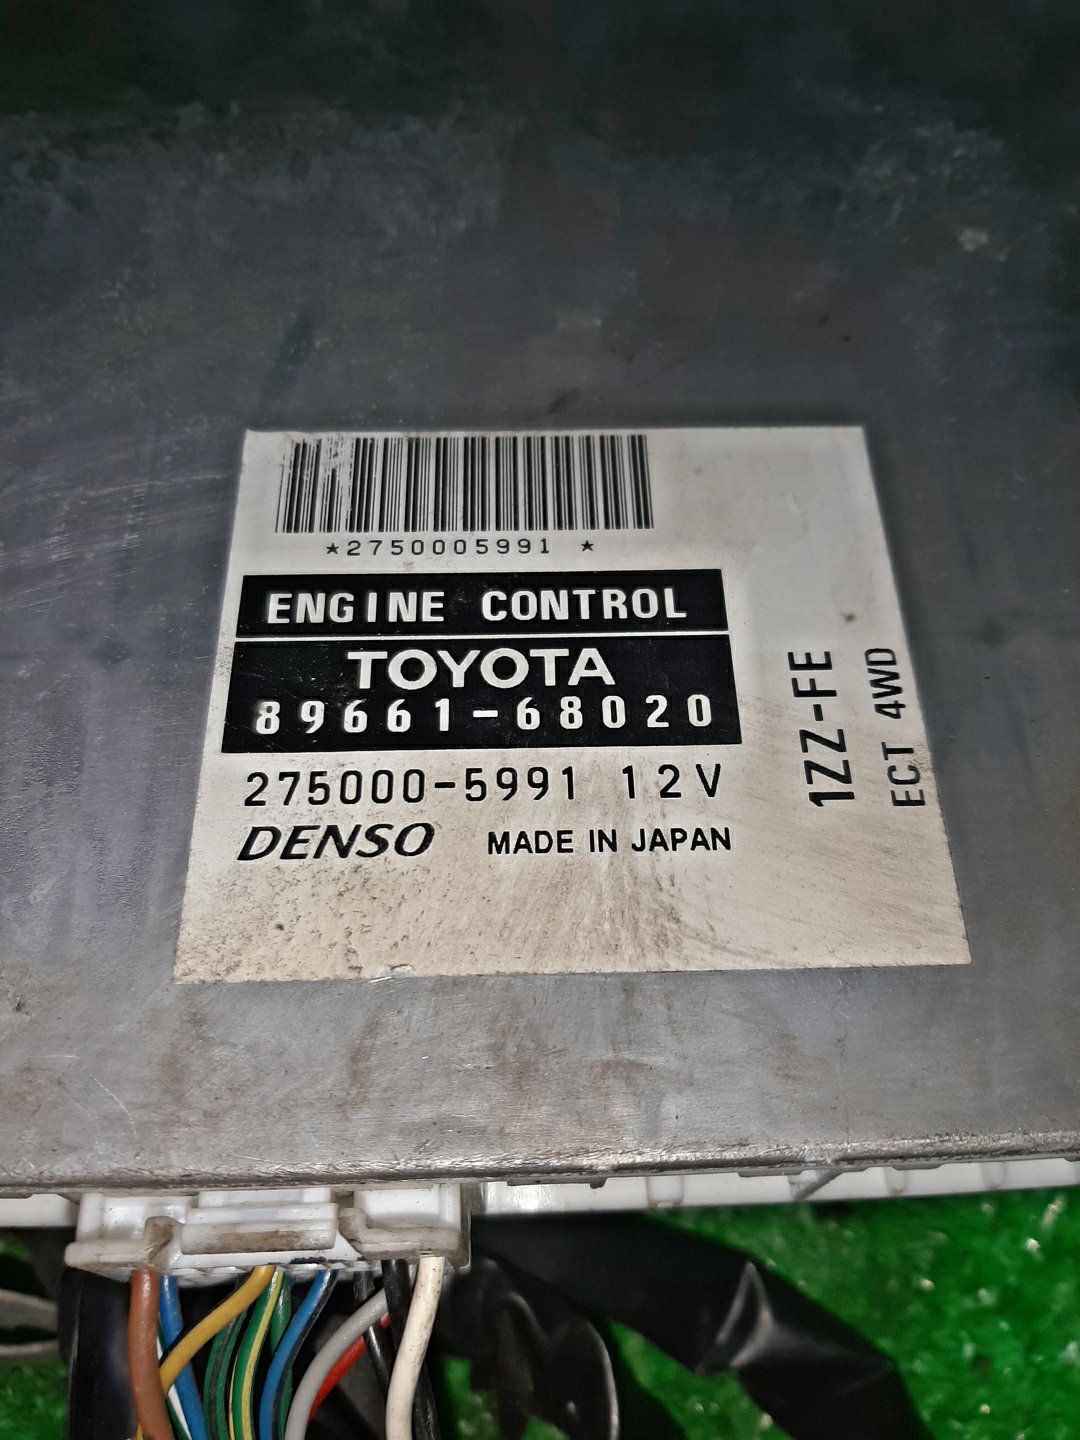 ★2750005991 ★
ENGINE CONTROL
TOYOTA
89661-68020
275000-5991 12V
DENSO MADE IN JAPAN
1ZZ-FE
ECT 4WD